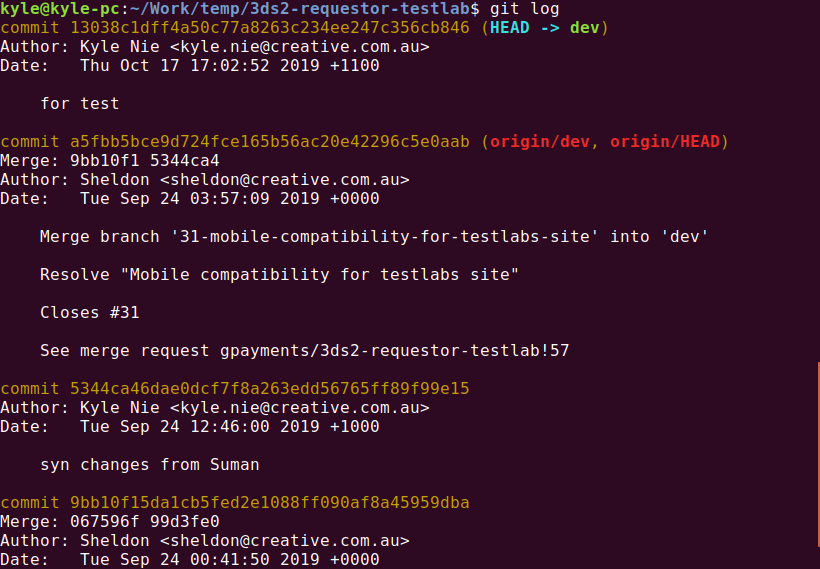 kyle@kyle-pc:~/Work/temp/3ds2-requestor-testlab$ git log
commit 13038c1dff4a50c77a8263c234ee247c356cb846 (HEAD -> dev)
Author: Kyle Nie <kyle.nie@creative.com.au>
Date:   Thu Oct 17 17:02:52 2019 +1100
for test
commit a5fbb5bce9d724fce165b56ac20e42296c5e0aab (origin/dev, origin/HEAD)
Merge: 9bb10f1 5344ca4
Author: Sheldon <sheldon@creative.com.au>
Date:   Tue Sep 24 03:57:09 2019 +0000
Merge branch '31-mobile-compatibility-for-testlabs-site' into 'dev'
Resolve "Mobile compatibility for testlabs site"
Closes #31
See merge request gpayments/3ds2-requestor-testlab!57
commit 5344ca46dae0dcf7f8a263edd56765ff89f99e15
Author: Kyle Nie <kyle.nie@creative.com.au>
Date:   Tue Sep 24 12:46:00 2019 +1000
syn changes from Suman
commit 9bb10f15da1cb5fed2e1088ff090af8a45959dba
Merge: 067596f 99d3fe0
Author: Sheldon <sheldon@creative.com.au>
Date:   Tue Sep 24 00:41:50 2019 +0000